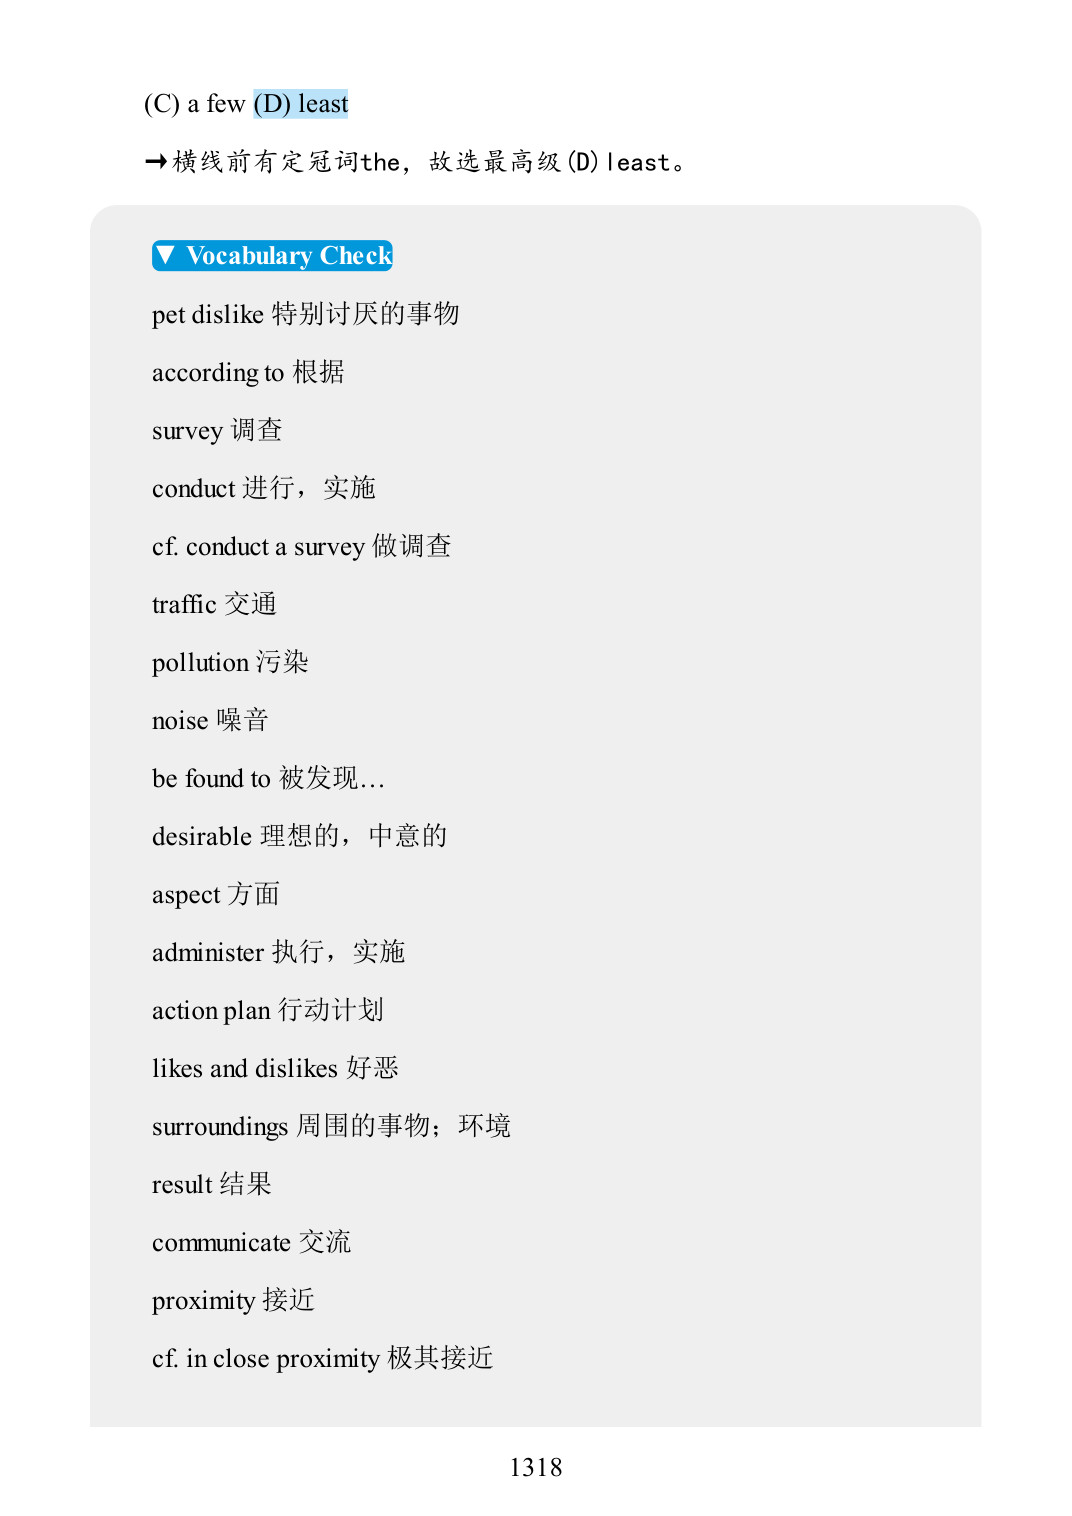 (C) a few (D) least
→横线前有定冠词the，故选最高级(D)least。
▼ Vocabulary Check
pet dislike 特别讨厌的事物
according to 根据
survey 调查
conduct 进行，实施
cf. conduct a survey 做调查
traffic 交通
pollution 污染
noise 噪音
be found to 被发现…
desirable 理想的，中意的
aspect 方面
administer 执行，实施
action plan 行动计划
likes and dislikes 好恶
surroundings 周围的事物；环境
result 结果
communicate 交流
proximity 接近
cf. in close proximity 极其接近
1318